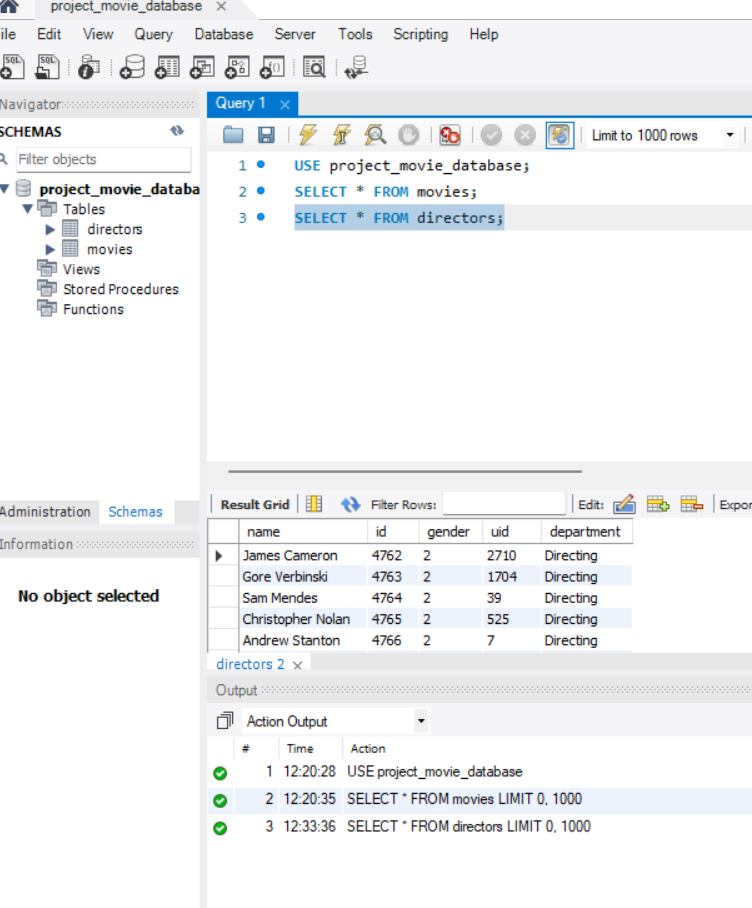 project_movie_database ×
ile Edit View Query Database Server Tools Scripting Help
SQL SQL
Navigator
SCHEMAS
Filter objects
project_movie_databa
Tables
directors
movies
Views
Stored Procedures
Functions
Administration Schemas
Information
No object selected
Query 1 ×
Limit to 1000 rows
1 USE project_movie_database;
2 SELECT * FROM movies;
3 SELECT * FROM directors;
Result Grid Filter Rows: Edit: Expor
name id gender uid department
James Cameron 4762 2 2710 Directing
Gore Verbinski 4763 2 1704 Directing
Sam Mendes 4764 2 39 Directing
Christopher Nolan 4765 2 525 Directing
Andrew Stanton 4766 2 7 Directing
directors 2 ×
Output
Action Output
# Time Action
1 12:20:28 USE project_movie_database
2 12:20:35 SELECT * FROM movies LIMIT 0, 1000
3 12:33:36 SELECT * FROM directors LIMIT 0, 1000